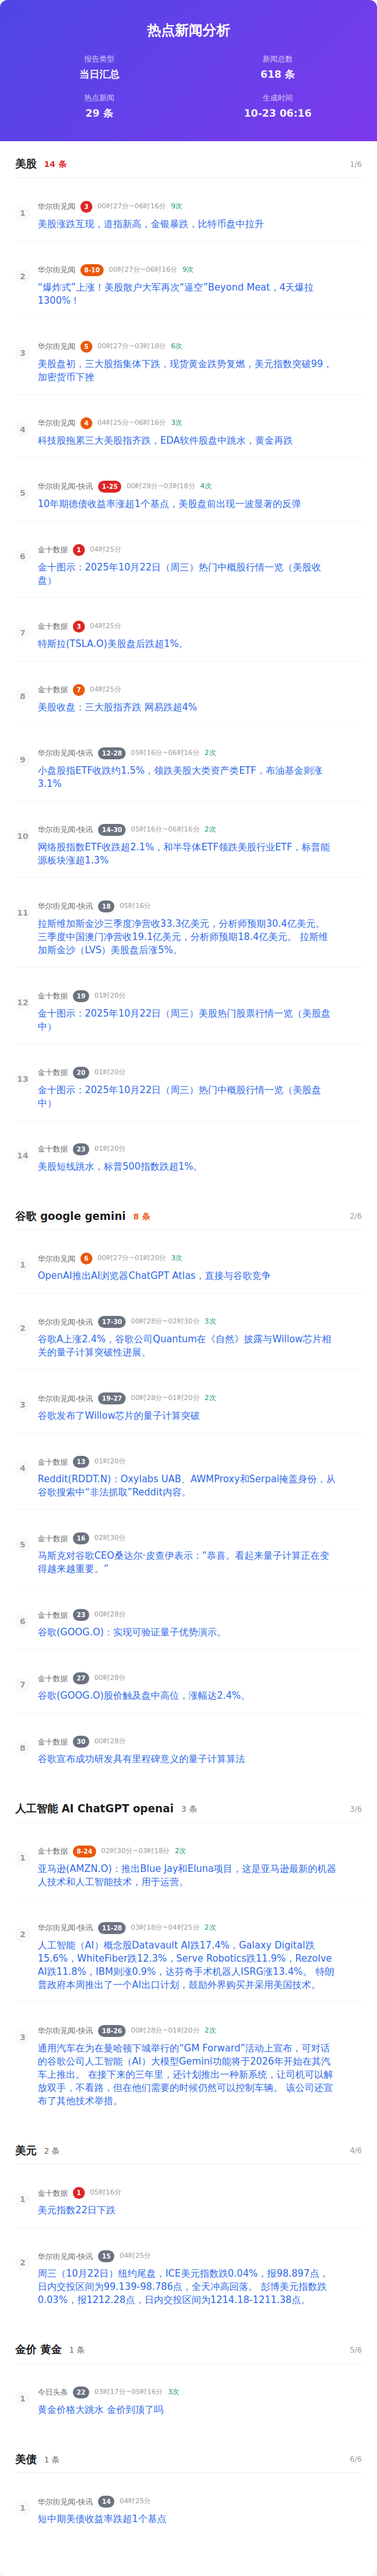 热点新闻分析
报告类型
当日汇总
新闻总数
618 条
热点新闻
29 条
生成时间
10-23 06:16
美股 14 条 1/6
1
华尔街见闻 3 00时27分~06时16分 9次
美股涨跌互现，道指新高，金银暴跌，比特币盘中拉升
2
华尔街见闻 8-10 00时27分~06时16分 9次
“爆炸式”上涨！美股散户大军再次“逼空”Beyond Meat，4天爆拉
1300%！
3
华尔街见闻 5 00时27分~03时18分 6次
美股盘初，三大股指集体下跌，现货黄金跌势复燃，美元指数突破99，
加密货币下挫
4
华尔街见闻 4 04时25分~06时16分 3次
科技股拖累三大美股指齐跌，EDA软件股盘中跳水，黄金再跌
5
华尔街见闻-快讯 1-25 00时28分~03时18分 4次
10年期德债收益率涨超1个基点，美股盘前出现一波显著的反弹
6
金十数据 1 04时25分
金十图示：2025年10月22日（周三）热门中概股行情一览（美股收
盘）
7
金十数据 3 04时25分
特斯拉(TSLA.O)美股盘后跌超1%。
8
金十数据 7 04时25分
美股收盘：三大股指齐跌 网易跌超4%
9
华尔街见闻-快讯 12-28 05时16分~06时16分 2次
小盘股指ETF收跌约1.5%，领跌美股大类资产类ETF，布油基金则涨
3.1%
10
华尔街见闻-快讯 14-30 05时16分~06时16分 2次
网络股指数ETF收跌超2.1%，和半导体ETF领跌美股行业ETF，标普能
源板块涨超1.3%
11
华尔街见闻-快讯 18 05时16分
拉斯维加斯金沙三季度净营收33.3亿美元，分析师预期30.4亿美元。
三季度中国澳门净营收19.1亿美元，分析师预期18.4亿美元。 拉斯维
加斯金沙（LVS）美股盘后涨5%。
12
金十数据 19 01时20分
金十图示：2025年10月22日（周三）美股热门股票行情一览（美股盘
中）
13
金十数据 20 01时20分
金十图示：2025年10月22日（周三）热门中概股行情一览（美股盘
中）
14
金十数据 23 01时20分
美股短线跳水，标普500指数跌超1%。
谷歌 google gemini 8 条 2/6
1
华尔街见闻 6 00时27分~01时20分 3次
OpenAI推出AI浏览器ChatGPT Atlas，直接与谷歌竞争
2
华尔街见闻-快讯 17-30 00时28分~02时30分 3次
谷歌A上涨2.4%，谷歌公司Quantum在《自然》披露与Willow芯片相
关的量子计算突破性进展。
3
华尔街见闻-快讯 19-27 00时28分~01时20分 2次
谷歌发布了Willow芯片的量子计算突破
4
金十数据 13 01时20分
Reddit(RDDT.N)：Oxylabs UAB、AWMProxy和Serpai掩盖身份，从
谷歌搜索中“非法抓取”Reddit内容。
5
金十数据 16 02时30分
马斯克对谷歌CEO桑达尔·皮查伊表示：“恭喜。看起来量子计算正在变
得越来越重要。”
6
金十数据 23 00时28分
谷歌(GOOG.O)：实现可验证量子优势演示。
7
金十数据 27 00时28分
谷歌(GOOG.O)股价触及盘中高位，涨幅达2.4%。
8
金十数据 30 00时28分
谷歌宣布成功研发具有里程碑意义的量子计算算法
人工智能 AI ChatGPT openai 3 条 3/6
1
金十数据 8-24 02时30分~03时18分 2次
亚马逊(AMZN.O)：推出Blue Jay和Eluna项目，这是亚马逊最新的机器
人技术和人工智能技术，用于运营。
2
华尔街见闻-快讯 11-28 03时18分~04时25分 2次
人工智能（AI）概念股Datavault AI跌17.4%，Galaxy Digital跌
15.6%，WhiteFiber跌12.3%，Serve Robotics跌11.9%，Rezolve
AI跌11.8%，IBM则涨0.9%，达芬奇手术机器人ISRG涨13.4%。 特朗
普政府本周推出了一个AI出口计划，鼓励外界购买并采用美国技术。
3
华尔街见闻-快讯 18-26 00时28分~01时20分 2次
通用汽车在为在曼哈顿下城举行的“GM Forward”活动上宣布，可对话
的谷歌公司人工智能（AI）大模型Gemini功能将于2026年开始在其汽
车上推出。 在接下来的三年里，还计划推出一种新系统，让司机可以解
放双手，不看路，但在他们需要的时候仍然可以控制车辆。 该公司还宣
布了其他技术举措。
美元 2 条 4/6
1
金十数据 1 05时16分
美元指数22日下跌
2
华尔街见闻-快讯 15 04时25分
周三（10月22日）纽约尾盘，ICE美元指数跌0.04%，报98.897点，
日内交投区间为99.139-98.786点，全天冲高回落。 彭博美元指数跌
0.03%，报1212.28点，日内交投区间为1214.18-1211.38点。
金价 黄金 1 条 5/6
1
今日头条 22 03时17分~05时16分 3次
黄金价格大跳水 金价到顶了吗
美债 1 条 6/6
1
华尔街见闻-快讯 14 04时25分
短中期美债收益率跌超1个基点